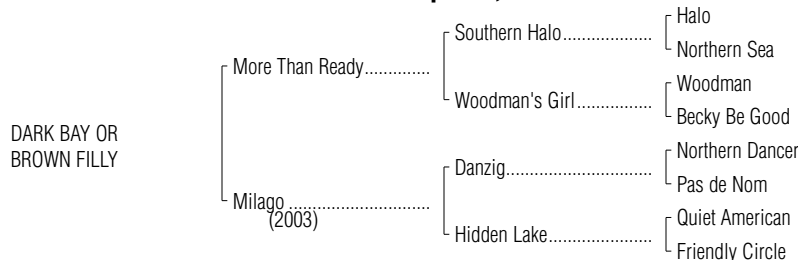 Halo
Southern Halo....................
Northern Sea
More Than Ready..............
Woodman
Woodman's Girl.................
Becky Be Good
DARK BAY OR
BROWN FILLY
Northern Dancer
Danzig.................................
Pas de Nom
Milago ................................
(2003)
Quiet American
Hidden Lake.......................
Friendly Circle